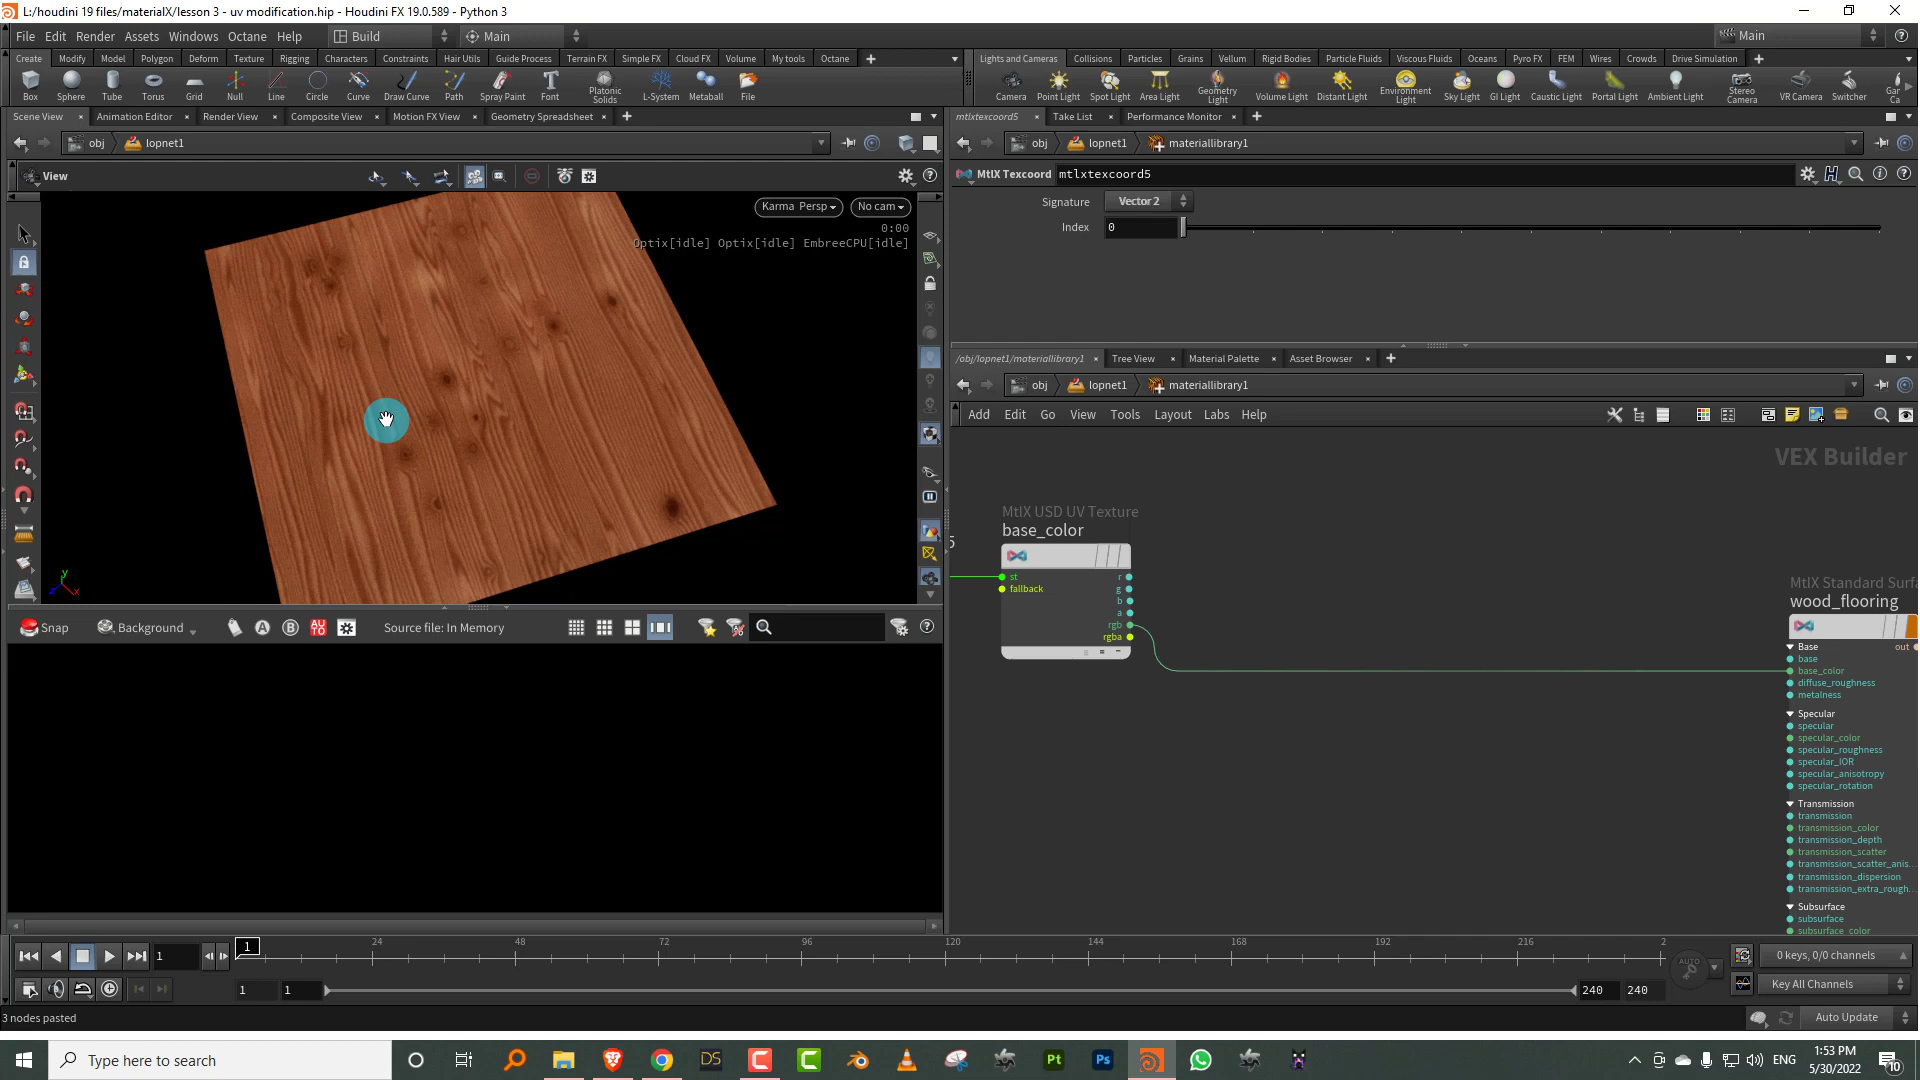 L:/houdini 19 files/materialX/lesson 3 - uv modification.hip - Houdini FX 19.0.589 - Python 3
File Edit Render Assets Windows Octane Help Build Main Main
Create Modify Model Polygon Deform Texture Rigging Characters Constraints Hair Utils Guide Process Terrain FX Simple FX Cloud FX Volume My tools Octane
Lights and Cameras Collisions Particles Grains Vellum Rigid Bodies Particle Fluids Viscous Fluids Oceans Pyro FX FEM Wires Crowds Drive Simulation
Box Sphere Tube Torus Grid Null Line Circle Curve Draw Curve Path Spray Paint Font Platonic Solids L-System Metaball File
Camera Point Light Spot Light Area Light Geometry Light Volume Light Distant Light Environment Light Sky Light GI Light Caustic Light Portal Light Ambient Light Stereo Camera VR Camera Switcher Gar Ca
Scene View Animation Editor Render View Composite View Motion FX View Geometry Spreadsheet
mtlxtexcoord5 Take List Performance Monitor
obj lopnet1
obj lopnet1 materiallibrary1
View
MtlX Texcoord mtlxtexcoord5
Signature Vector 2
Index 0
Karma Persp No cam
0:00
Optix[idle] Optix[idle] EmbreeCPU[idle]
/obj/lopnet1/materiallibrary1 Tree View Material Palette Asset Browser
obj lopnet1 materiallibrary1
Add Edit Go View Tools Layout Labs Help
VEX Builder
MtlX USD UV Texture
base_color
5
st
fallback
r
g
b
a
rgb
rgba
MtlX Standard Surfa
wood_flooring
Base out
base
base_color
diffuse_roughness
metalness
Specular
specular
specular_color
specular_roughness
specular_IOR
specular_anisotropy
specular_rotation
Transmission
transmission
transmission_color
transmission_depth
transmission_scatter
transmission_scatter_anis...
transmission_dispersion
transmission_extra_rough...
Subsurface
subsurface
subsurface_color
Snap Background A B AUTO Source file: In Memory
1 24 48 72 96 120 144 168 192 216 2
1
0 keys, 0/0 channels
AUTO
1 1 240 240
Key All Channels
3 nodes pasted
Auto Update
Type here to search
DS Pt Ps
ENG
1:53 PM
5/30/2022
10